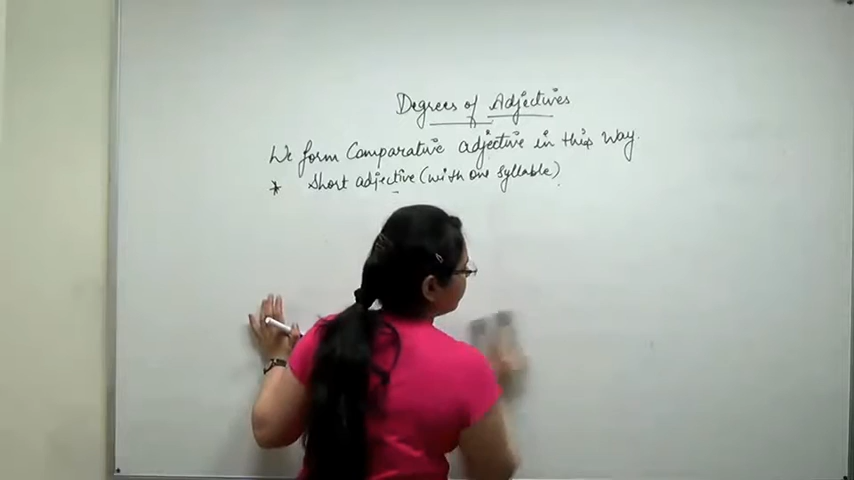 Degrees of Adjectives
We form Comparative adjective in this way.
* Short adjective (with one syllable)